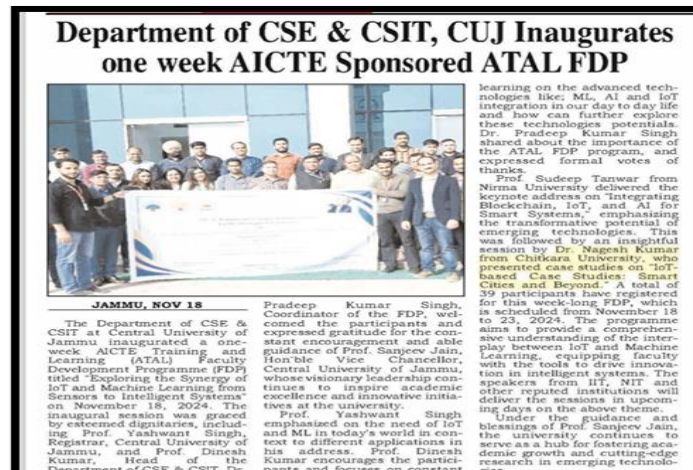 Department of CSE & CSIT, CUJ Inaugurates
one week AICTE Sponsored ATAL FDP
JAMMU, NOV 18
The Department of CSE &
CSIT at Central University of
Jammu inaugurated a one-
week AICTE Training and
Learning (ATAL) Faculty
Development Programme (FDP)
titled "Exploring the Synergy of
IoT and Machine Learning from
Sensors to Intelligent Systems"
on November 18, 2024. The
inaugural session was graced
by esteemed dignitaries, includ-
ing Prof. Yashwant Singh,
Registrar, Central University of
Jammu, and Prof. Dinesh
Kumar, Head of the
Department of CSE & CSIT. Dr.
Pradeep Kumar Singh,
Coordinator of the FDP, wel-
comed the participants and
expressed gratitude for the con-
stant encouragement and able
guidance of Prof. Sanjeev Jain,
Hon'ble Vice Chancellor,
Central University of Jammu,
whose visionary leadership con-
tinues to inspire academic
excellence and innovative initia-
tives at the university.
Prof. Yashwant Singh
emphasized on the need of IoT
and ML in today's world in con-
text to different applications in
his address. Prof. Dinesh
Kumar encourages the partici-
pants and focuses on constant
learning on the advanced tech-
nologies like; ML, AI and IoT
integration in our day to day life
and how can further explore
these technologies potentials.
Dr. Pradeep Kumar Singh
shared about the importance of
the ATAL FDP program, and
expressed formal votes of
thanks.
Prof. Sudeep Tanwar from
Nirma University delivered the
keynote address on "Integrating
Blockchain, IoT, and AI for
Smart Systems," emphasizing
the transformative potential of
emerging technologies. This
was followed by an insightful
session by Dr. Nagesh Kumar
from Chitkara University, who
presented case studies on "IoT-
based Case Studies: Smart
Cities and Beyond." A total of
39 participants have registered
for this week-long FDP, which
is scheduled from November 18
to 23, 2024. The programme
aims to provide a comprehen-
sive understanding of the inter-
play between IoT and Machine
Learning, equipping faculty
with the tools to drive innova-
tion in intelligent systems. The
speakers from IIT, NIT and
other reputed institutions will
deliver the sessions in upcom-
ing days on the above theme.
Under the guidance and
blessings of Prof. Sanjeev Jain,
the university continues to
serve as a hub for fostering aca-
demic growth and cutting-edge
research in emerging technolo-